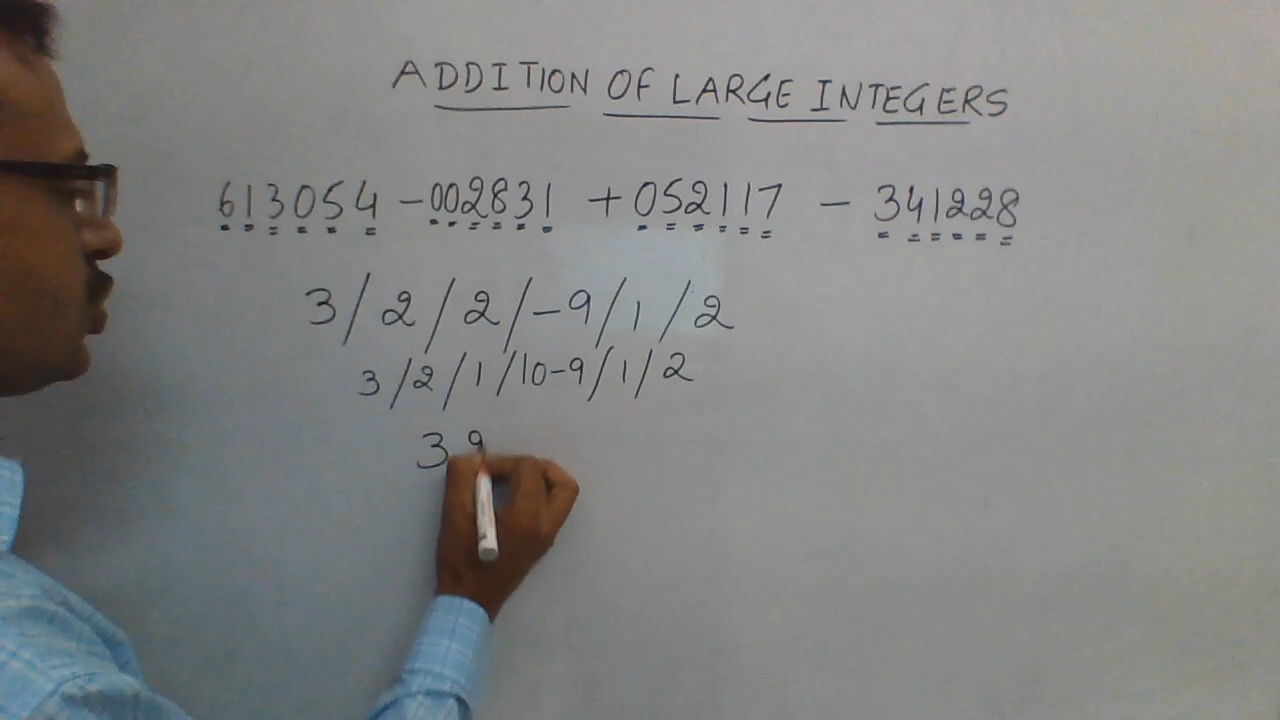 ADDITION OF LARGE INTEGERS
613054 - 002831 + 052117 - 341228
3/2/2/-9/1/2
3/2/1/10-9/1/2
3